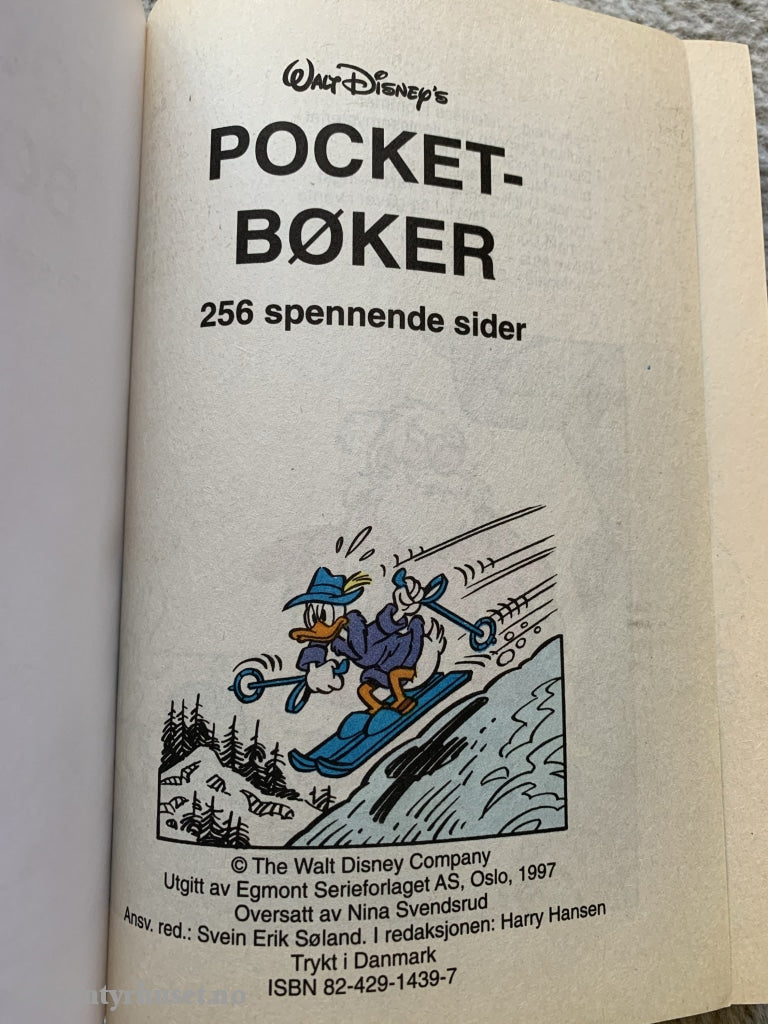 Walt Disney's
POCKET-
BØKER
256 spennende sider
© The Walt Disney Company
Utgitt av Egmont Serieforlaget AS, Oslo, 1997
Oversatt av Nina Svendsrud
Ansv. red.: Svein Erik Søland. I redaksjonen: Harry Hansen
Trykt i Danmark
ISBN 82-429-1439-7